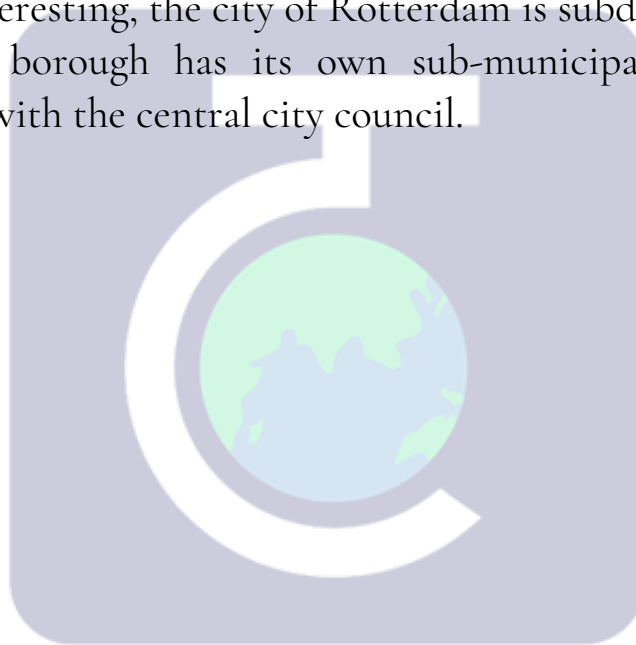 eresting, the city of Rotterdam is subd
borough has its own sub-municipa
with the central city council.